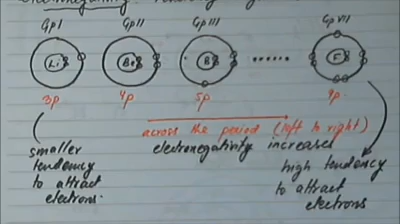 Electronegativity
Gp I Gp II Gp III Gp VII
Li Be B F
3p 4p 5p 9p
across the period (left to right)
electronegativity increases
smaller
tendency
to attract
electrons.
high tendency
to attract
electrons